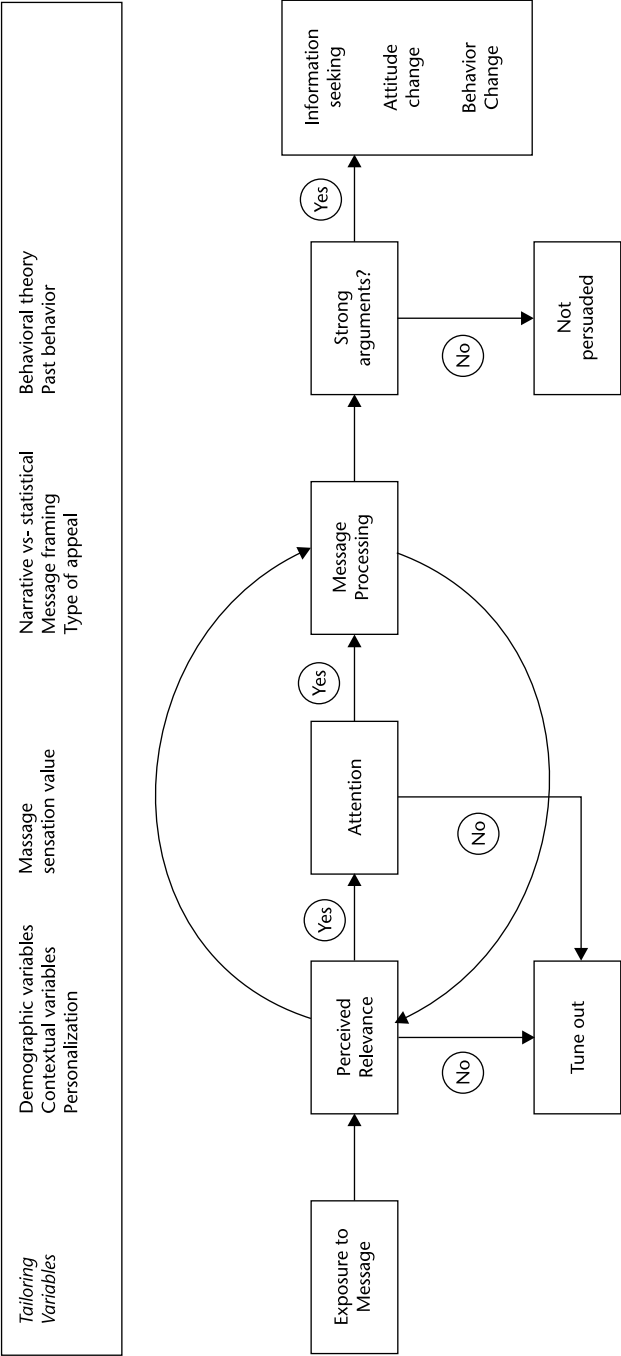 Tailoring
Variables
Demographic variables
Contextual variables
Personalization
Massage
sensation value
Narrative vs- statistical
Message framing
Type of appeal
Behavioral theory
Past behavior
Exposure to
Message
Perceived
Relevance
Yes
Attention
Yes
Message
Processing
Strong
arguments?
Yes
Information
seeking
Attitude
change
Behavior
Change
No
Tune out
No
No
Not
persuaded